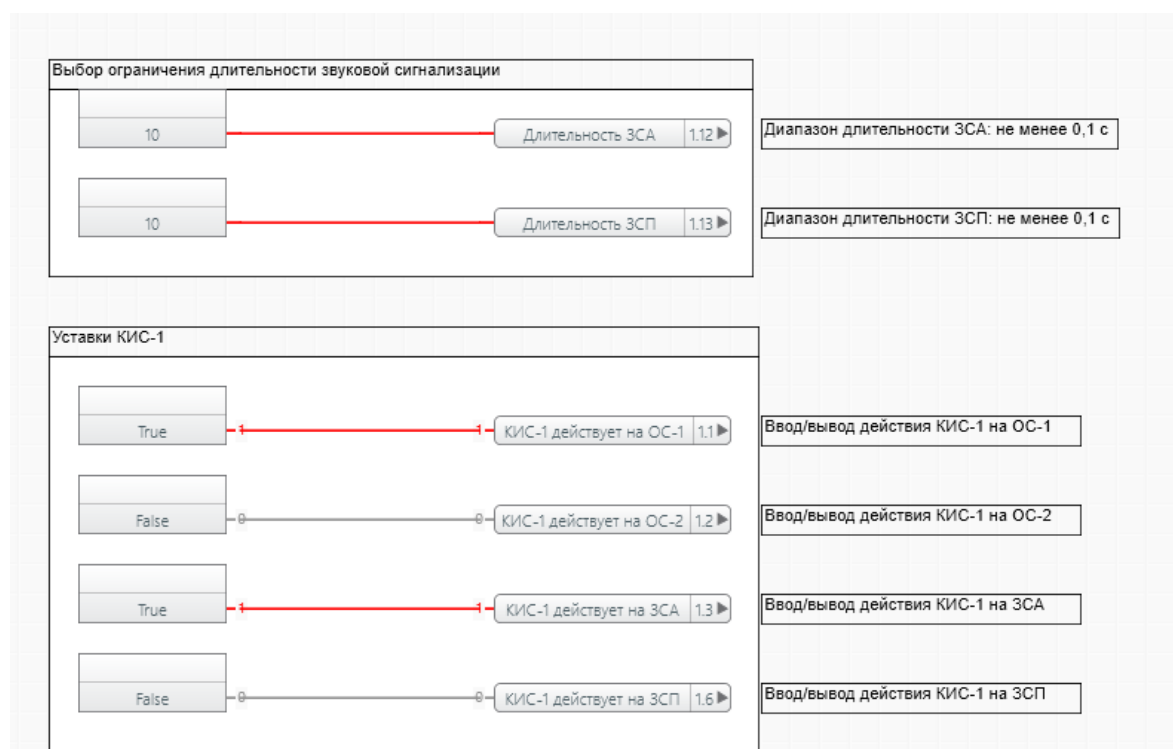 Выбор ограничения длительности звуковой сигнализации
10
Длительность ЗСА 1.12
Диапазон длительности ЗСА: не менее 0,1 с
10
Длительность ЗСП 1.13
Диапазон длительности ЗСП: не менее 0,1 с
Уставки КИС-1
True 1 1 КИС-1 действует на ОС-1 1.1
Ввод/вывод действия КИС-1 на ОС-1
False 0 0 КИС-1 действует на ОС-2 1.2
Ввод/вывод действия КИС-1 на ОС-2
True 1 1 КИС-1 действует на ЗСА 1.3
Ввод/вывод действия КИС-1 на ЗСА
False 0 0 КИС-1 действует на ЗСП 1.6
Ввод/вывод действия КИС-1 на ЗСП